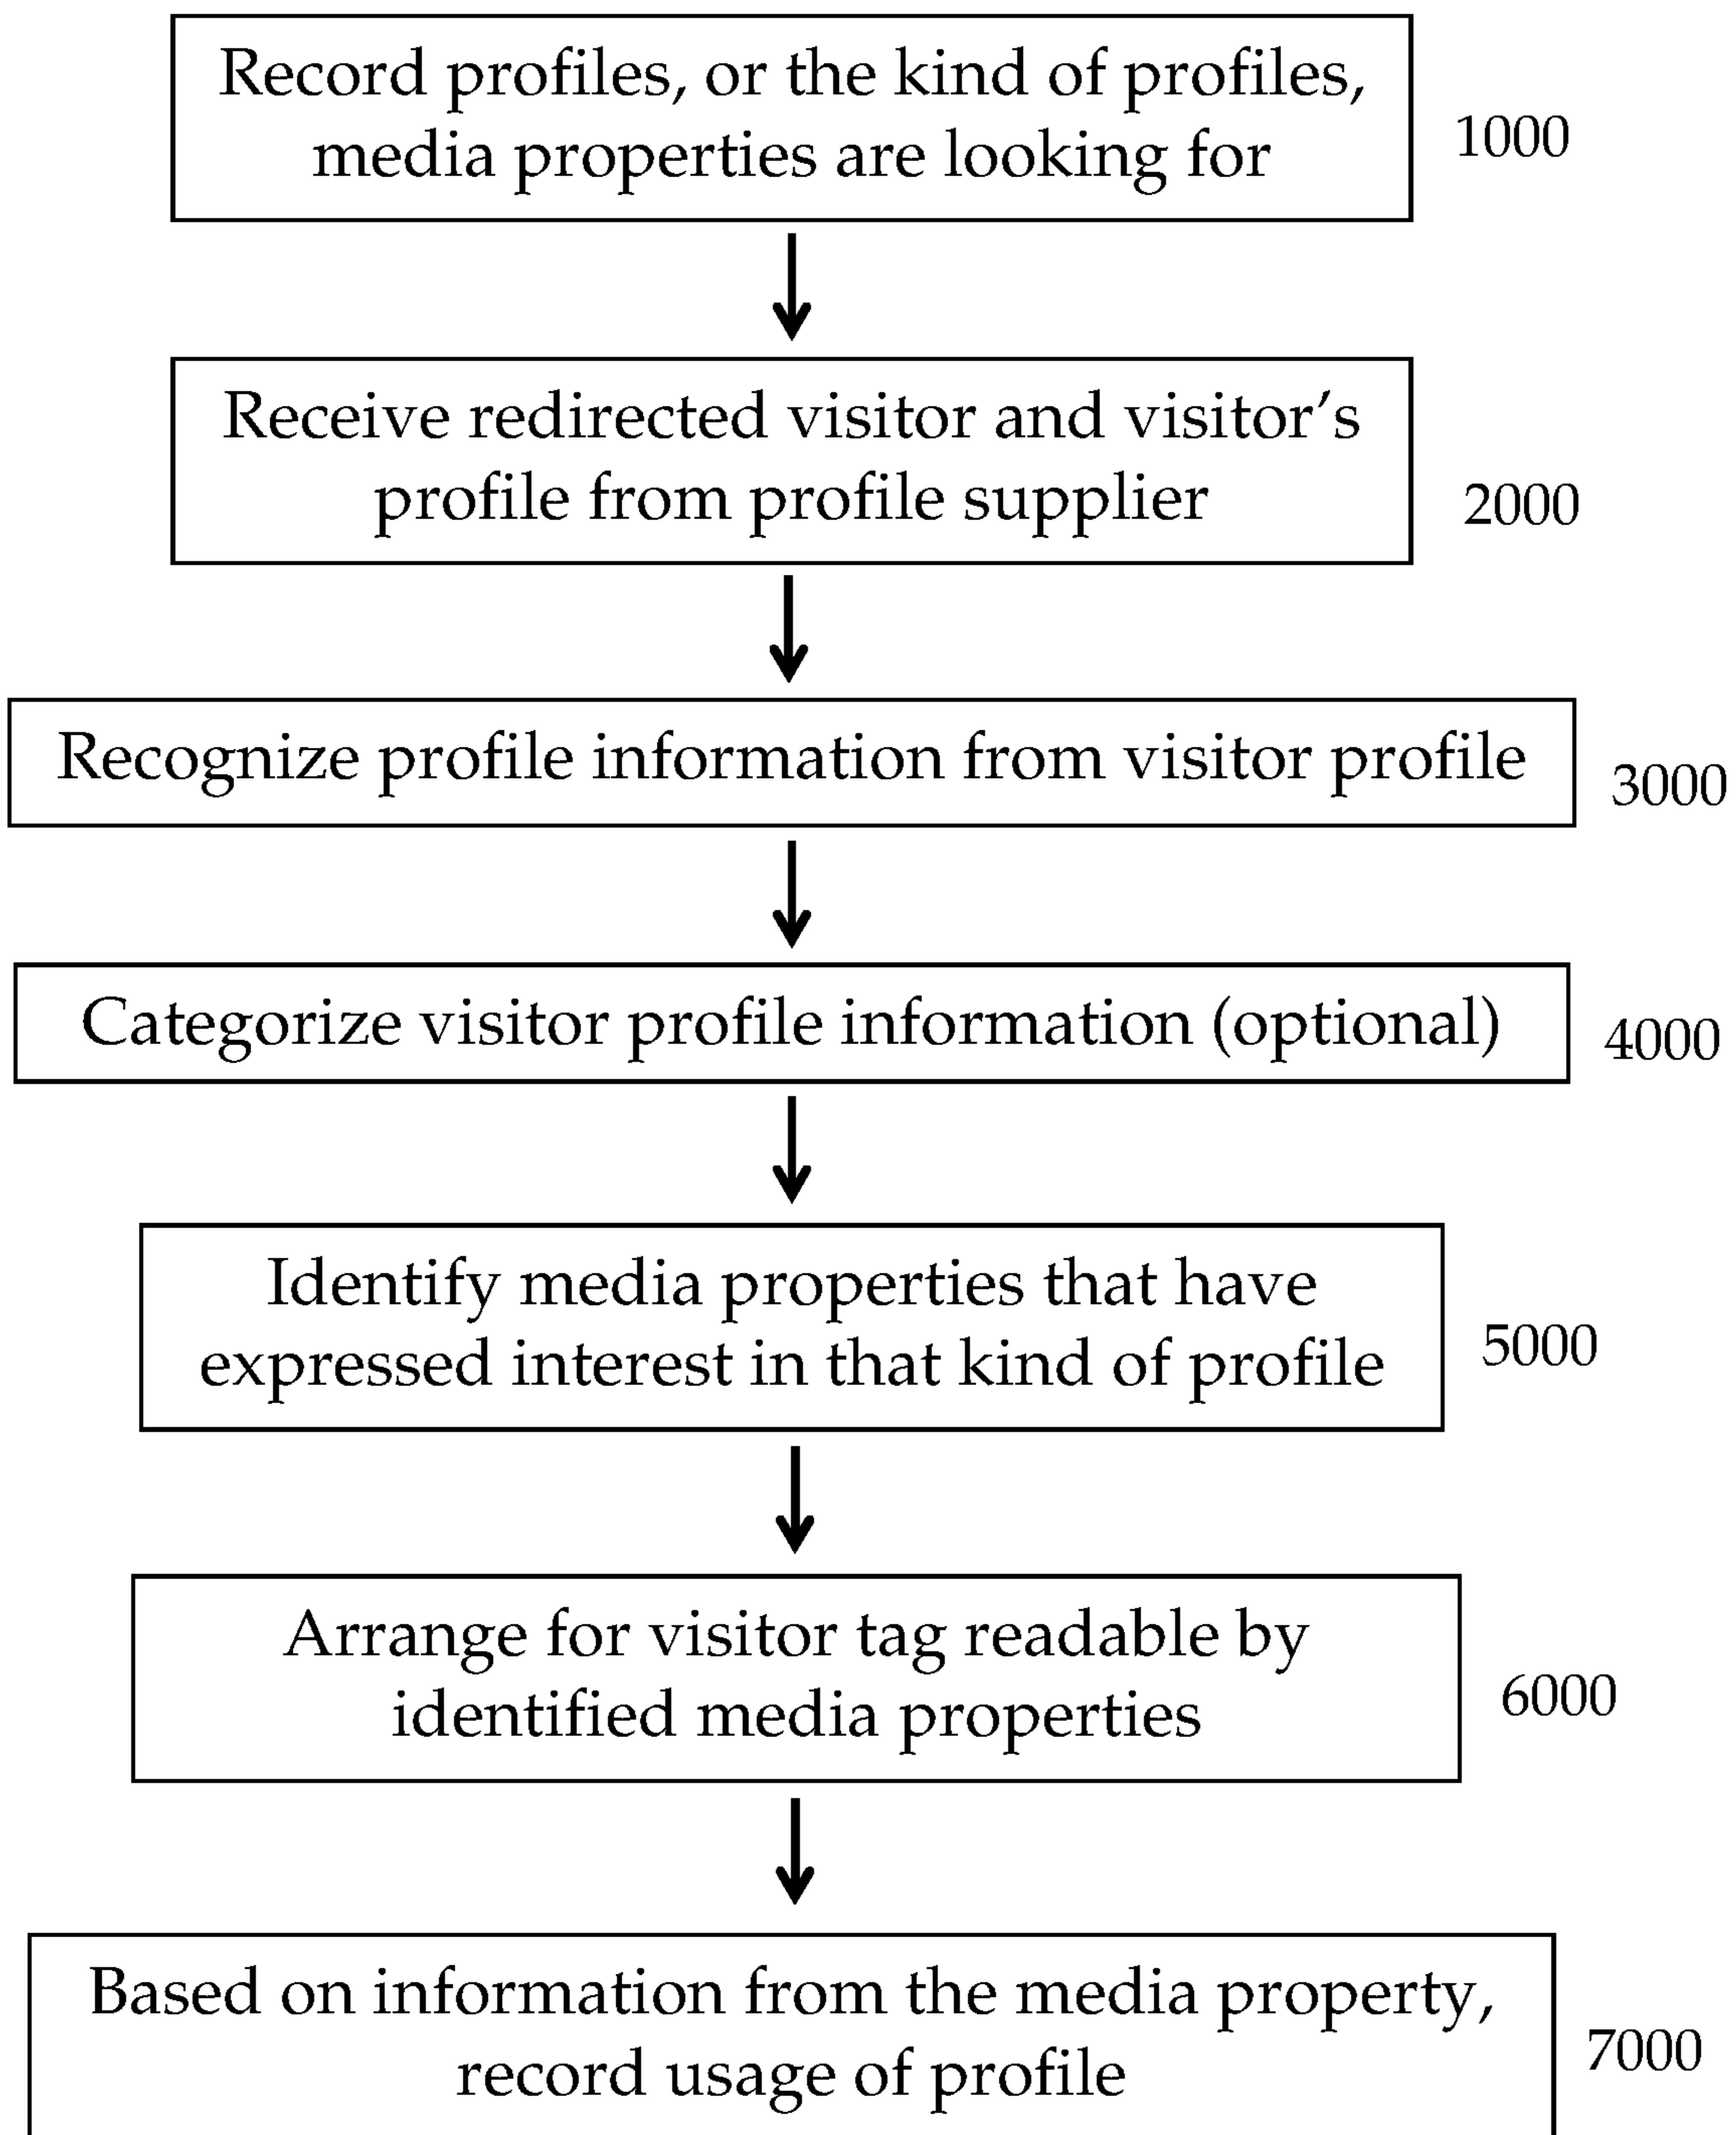 Record profiles, or the kind of profiles,
media properties are looking for
1000
Receive redirected visitor and visitor’s
profile from profile supplier
2000
Recognize profile information from visitor profile
3000
Categorize visitor profile information (optional)
4000
Identify media properties that have
expressed interest in that kind of profile
5000
Arrange for visitor tag readable by
identified media properties
6000
Based on information from the media property,
record usage of profile
7000